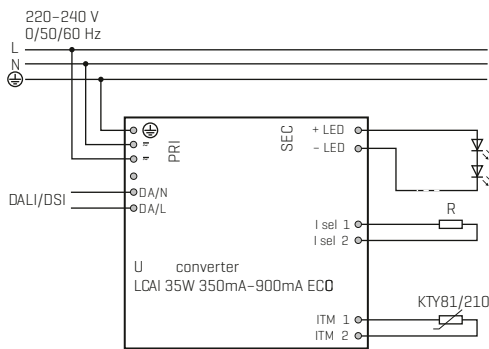 220–240 V
0/50/60 Hz
L
N
PRI
SEC
+ LED
– LED
DALI/DSI
DA/N
DA/L
I sel 1
I sel 2
R
U converter
LCAI 35W 350mA–900mA ECO
KTY81/210
ITM 1
ITM 2